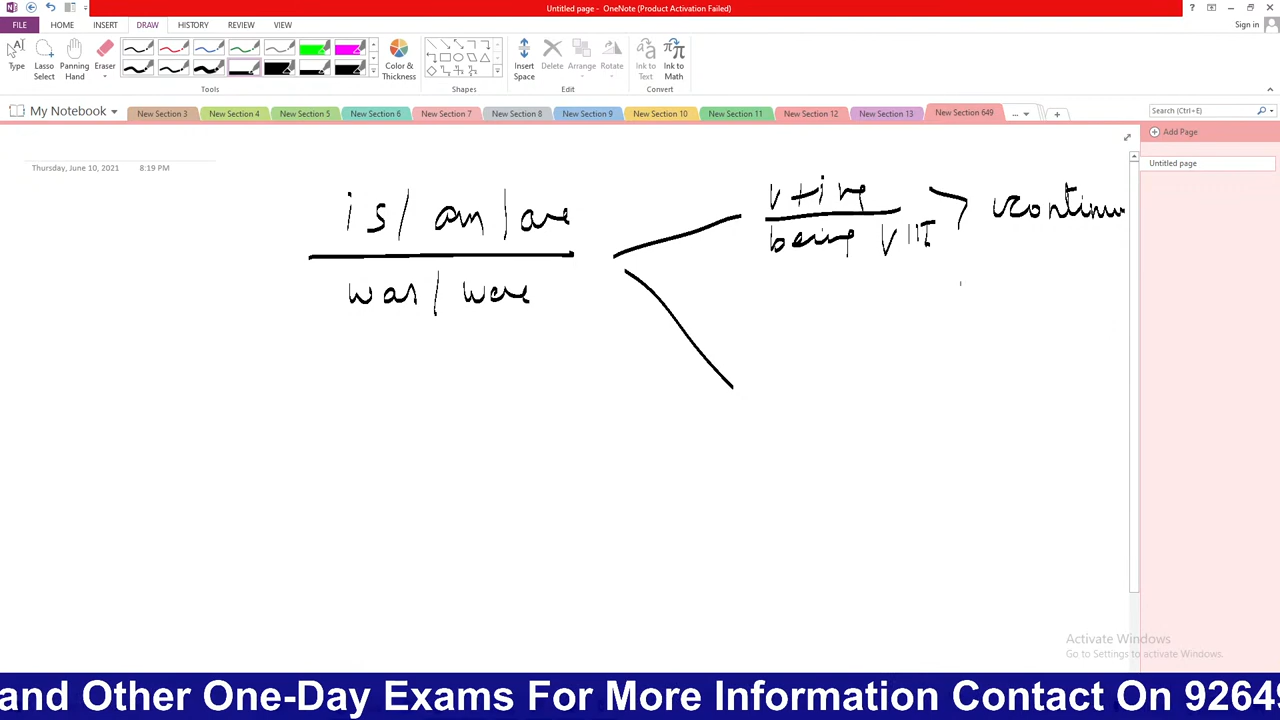 Untitled page - OneNote (Product Activation Failed)
FILE HOME INSERT DRAW HISTORY REVIEW VIEW
Sign in
Type
Lasso Select
Panning Hand
Eraser
Color & Thickness
Insert Space
Delete
Arrange
Rotate
Ink to Text
Ink to Math
Tools
Shapes
Edit
Convert
My Notebook
New Section 3
New Section 4
New Section 5
New Section 6
New Section 7
New Section 8
New Section 9
New Section 10
New Section 11
New Section 12
New Section 13
New Section 649
...
Search (Ctrl+E)
Add Page
Untitled page
Thursday, June 10, 2021 8:19 PM
is/ am/are
was/ were
v+ing
being VIII
continu
Activate Windows
Go to Settings to activate Windows.
and Other One-Day Exams For More Information Contact On 9264